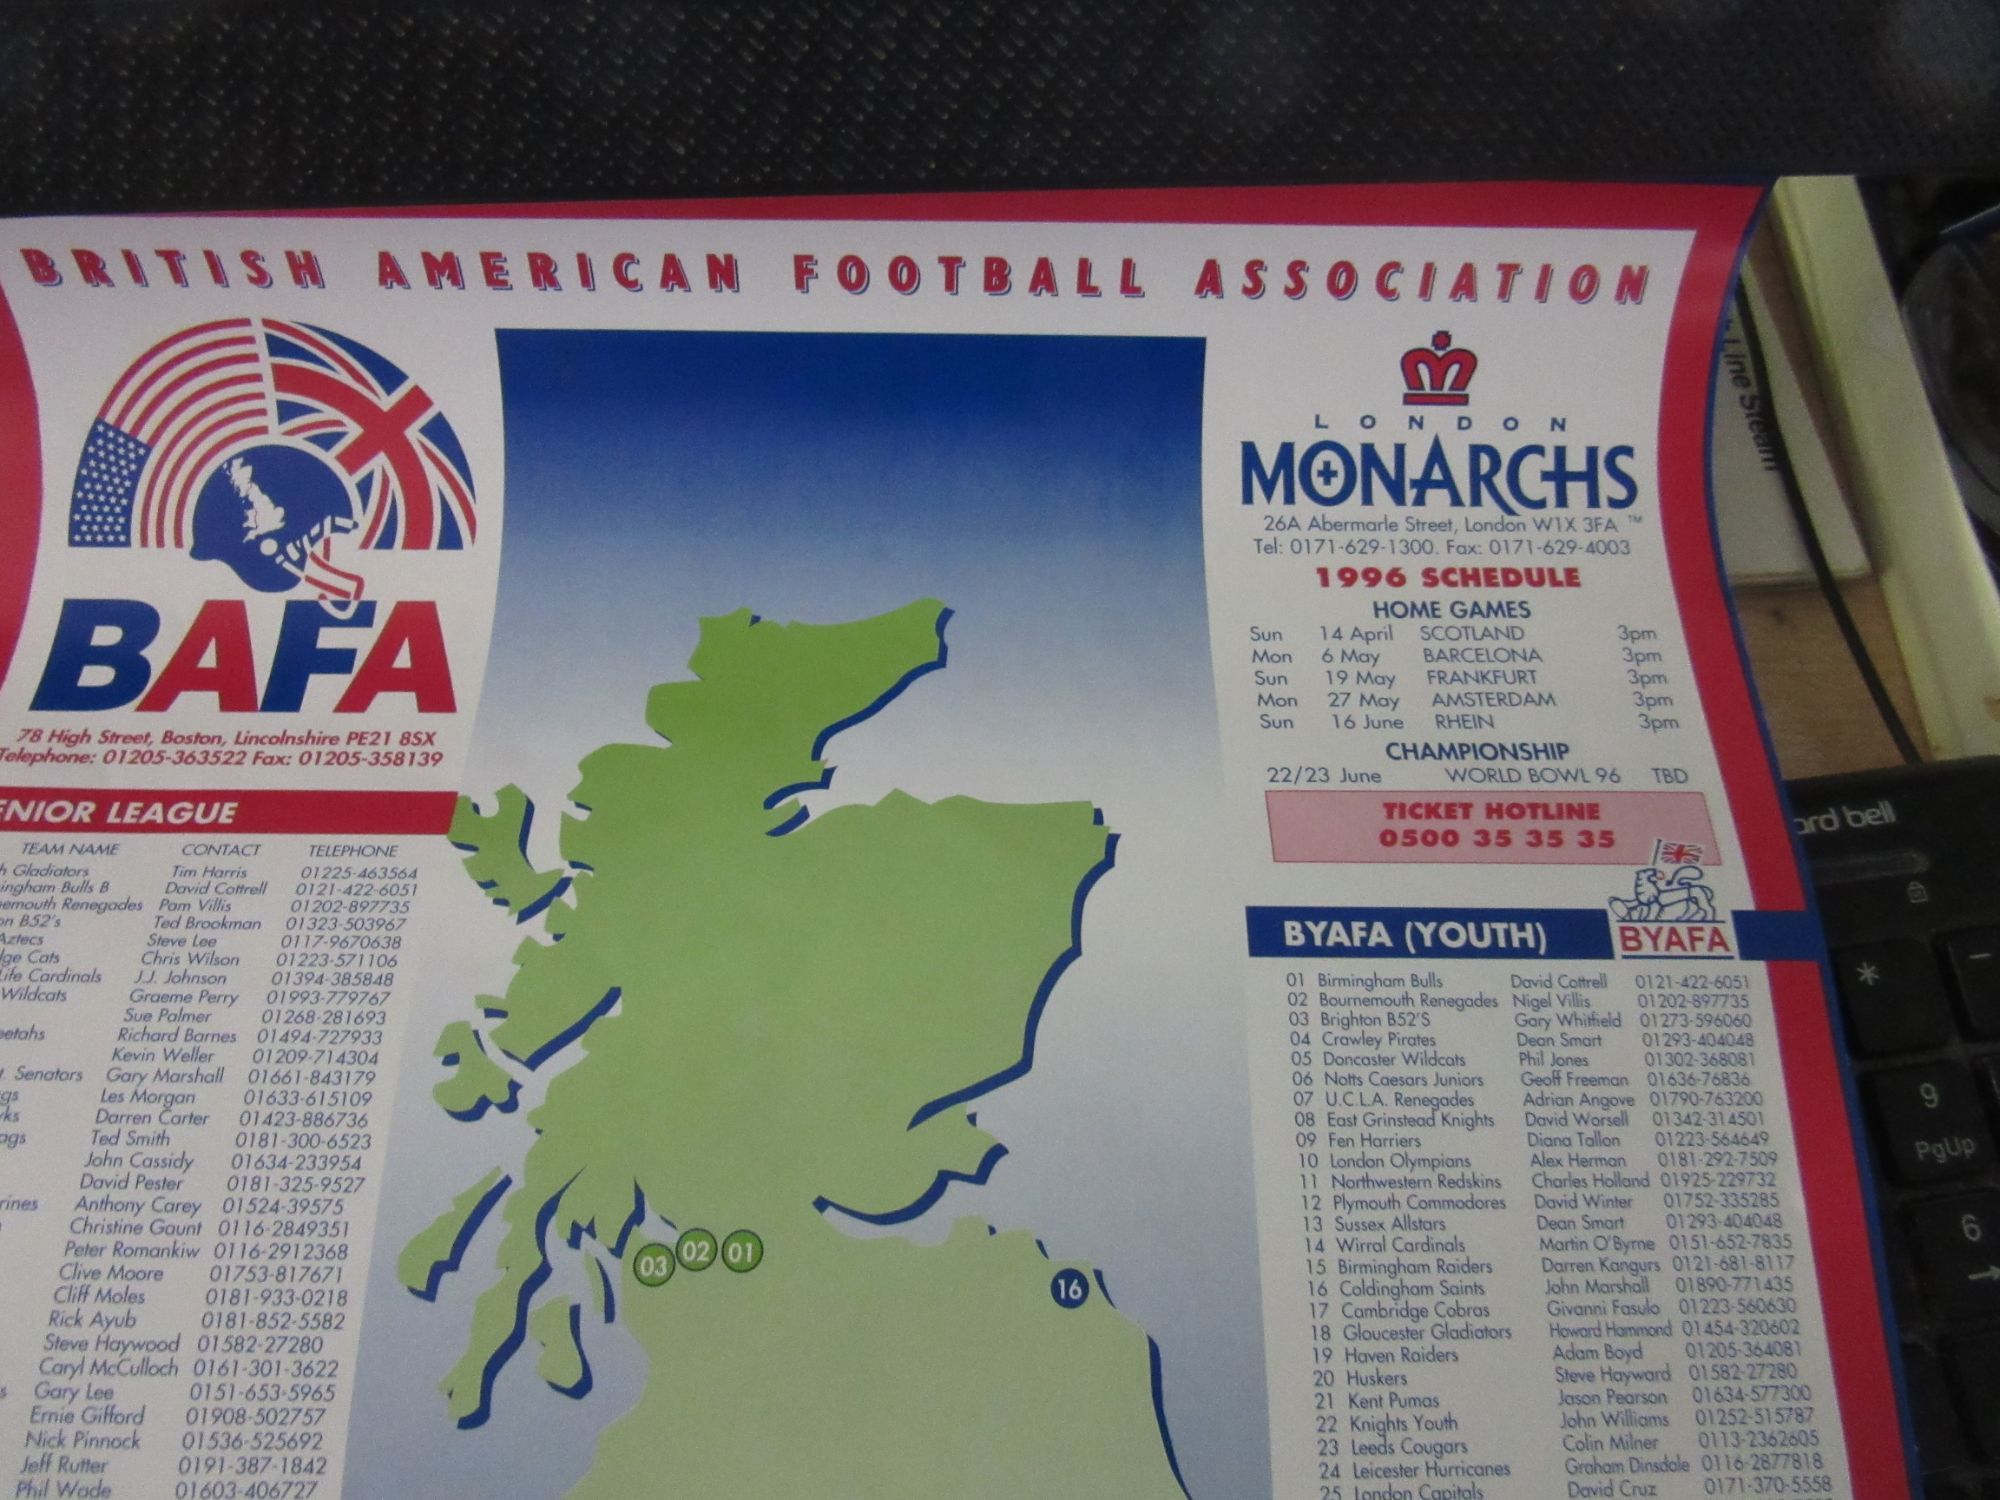 BRITISH AMERICAN FOOTBALL ASSOCIATION
BAFA
78 High Street, Boston, Lincolnshire PE21 8SX
Telephone: 01205-363522 Fax: 01205-358139
ENIOR LEAGUE
TEAM NAME CONTACT TELEPHONE
h Gladiators Tim Harris 01225-463564
ingham Bulls B David Cottrell 0121-422-6051
emouth Renegades Pam Villis 01202-897735
on B52's Ted Brookman 01323-503967
Aztecs Steve Lee 0117-9670638
dge Cats Chris Wilson 01223-571106
Life Cardinals J.J. Johnson 01394-385848
Wildcats Graeme Perry 01993-779767
Sue Palmer 01268-281693
eetahs Richard Barnes 01494-727933
Kevin Weller 01209-714304
t. Senators Gary Marshall 01661-843179
gs Les Morgan 01633-615109
ks Darren Carter 01423-886736
ags Ted Smith 0181-300-6523
John Cassidy 01634-233954
David Pester 0181-325-9527
rines Anthony Carey 01524-39575
Christine Gaunt 0116-2849351
Peter Romankiw 0116-2912368
Clive Moore 01753-817671
Cliff Moles 0181-933-0218
Rick Ayub 0181-852-5582
Steve Haywood 01582-27280
Caryl McCulloch 0161-301-3622
s Gary Lee 0151-653-5965
Ernie Gifford 01908-502757
Nick Pinnock 01536-525692
Jeff Rutter 0191-387-1842
Phil Wade 01603-406727
03 02 01
16
LONDON
MONARCHS
26A Abermarle Street, London W1X 3FA ™
Tel: 0171-629-1300. Fax: 0171-629-4003
1996 SCHEDULE
HOME GAMES
Sun 14 April SCOTLAND 3pm
Mon 6 May BARCELONA 3pm
Sun 19 May FRANKFURT 3pm
Mon 27 May AMSTERDAM 3pm
Sun 16 June RHEIN 3pm
CHAMPIONSHIP
22/23 June WORLD BOWL 96 TBD
TICKET HOTLINE
0500 35 35 35
BYAFA (YOUTH)
BYAFA
01 Birmingham Bulls David Cottrell 0121-422-6051
02 Bournemouth Renegades Nigel Villis 01202-897735
03 Brighton B52'S Gary Whitfield 01273-596060
04 Crawley Pirates Dean Smart 01293-404048
05 Doncaster Wildcats Phil Jones 01302-368081
06 Notts Caesars Juniors Geoff Freeman 01636-76836
07 U.C.L.A. Renegades Adrian Angove 01790-763200
08 East Grinstead Knights David Worsell 01342-314501
09 Fen Harriers Diana Tallon 01223-564649
10 London Olympians Alex Herman 0181-292-7509
11 Northwestern Redskins Charles Holland 01925-229732
12 Plymouth Commodores David Winter 01752-335285
13 Sussex Allstars Dean Smart 01293-404048
14 Wirral Cardinals Martin O'Byrne 0151-652-7835
15 Birmingham Raiders Darren Kangurs 0121-681-8117
16 Coldingham Saints John Marshall 01890-771435
17 Cambridge Cobras Givanni Fasulo 01223-560630
18 Gloucester Gladiators Howard Hammond 01454-320602
19 Haven Raiders Adam Boyd 01205-364081
20 Huskers Steve Hayward 01582-27280
21 Kent Pumas Jason Pearson 01634-577300
22 Knights Youth John Williams 01252-515787
23 Leeds Cougars Colin Milner 0113-2362605
24 Leicester Hurricanes Graham Dinsdale 0116-2877818
25 London Capitals David Cruz 0171-370-5558
Line Steam
ard bell
*
-
9
PgUp
6
→